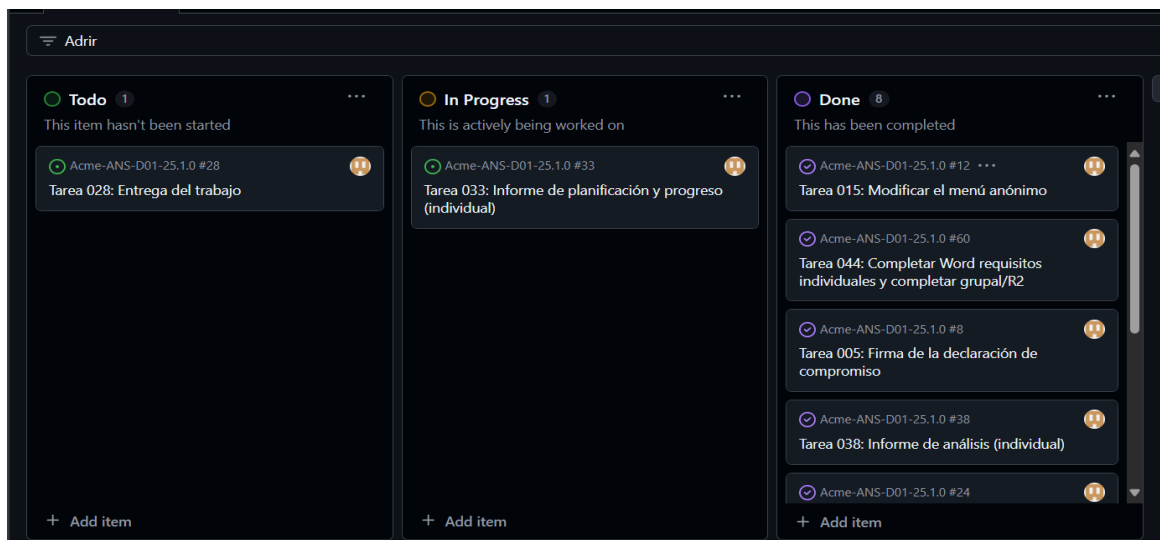 Adrir
Todo 1 ...
This item hasn't been started
Acme-ANS-D01-25.1.0 #28
Tarea 028: Entrega del trabajo
+ Add item
In Progress 1 ...
This is actively being worked on
Acme-ANS-D01-25.1.0 #33
Tarea 033: Informe de planificación y progreso
(individual)
+ Add item
Done 8 ...
This has been completed
Acme-ANS-D01-25.1.0 #12 ...
Tarea 015: Modificar el menú anónimo
Acme-ANS-D01-25.1.0 #60
Tarea 044: Completar Word requisitos
individuales y completar grupal/R2
Acme-ANS-D01-25.1.0 #8
Tarea 005: Firma de la declaración de
compromiso
Acme-ANS-D01-25.1.0 #38
Tarea 038: Informe de análisis (individual)
Acme-ANS-D01-25.1.0 #24
+ Add item